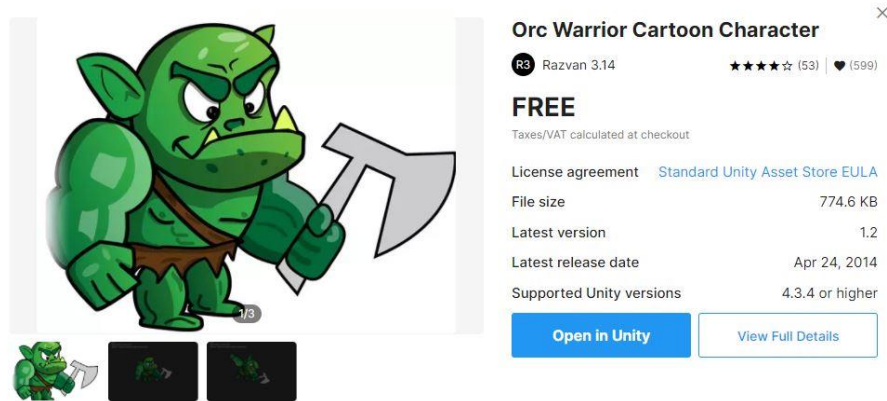 Orc Warrior Cartoon Character
R3 Razvan 3.14 ★★★★☆ (53) | ♥ (599)
FREE
Taxes/VAT calculated at checkout
License agreement Standard Unity Asset Store EULA
File size 774.6 KB
Latest version 1.2
Latest release date Apr 24, 2014
Supported Unity versions 4.3.4 or higher
1/3
Open in Unity View Full Details